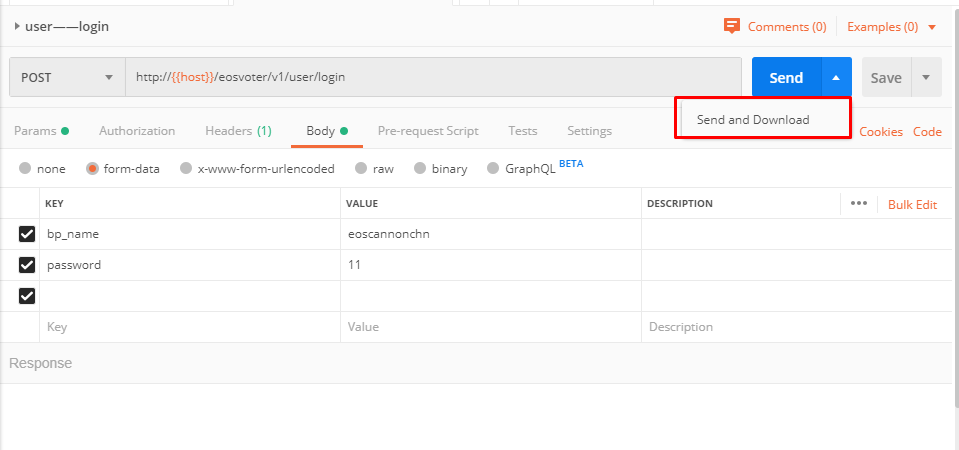 user——login
Comments (0) Examples (0)
POST http://{{host}}/eosvoter/v1/user/login Send Save
Send and Download
Params Authorization Headers (1) Body Pre-request Script Tests Settings Cookies Code
none form-data x-www-form-urlencoded raw binary GraphQL BETA
KEY VALUE DESCRIPTION ••• Bulk Edit
bp_name eoscannonchn
password 11
Key Value Description
Response